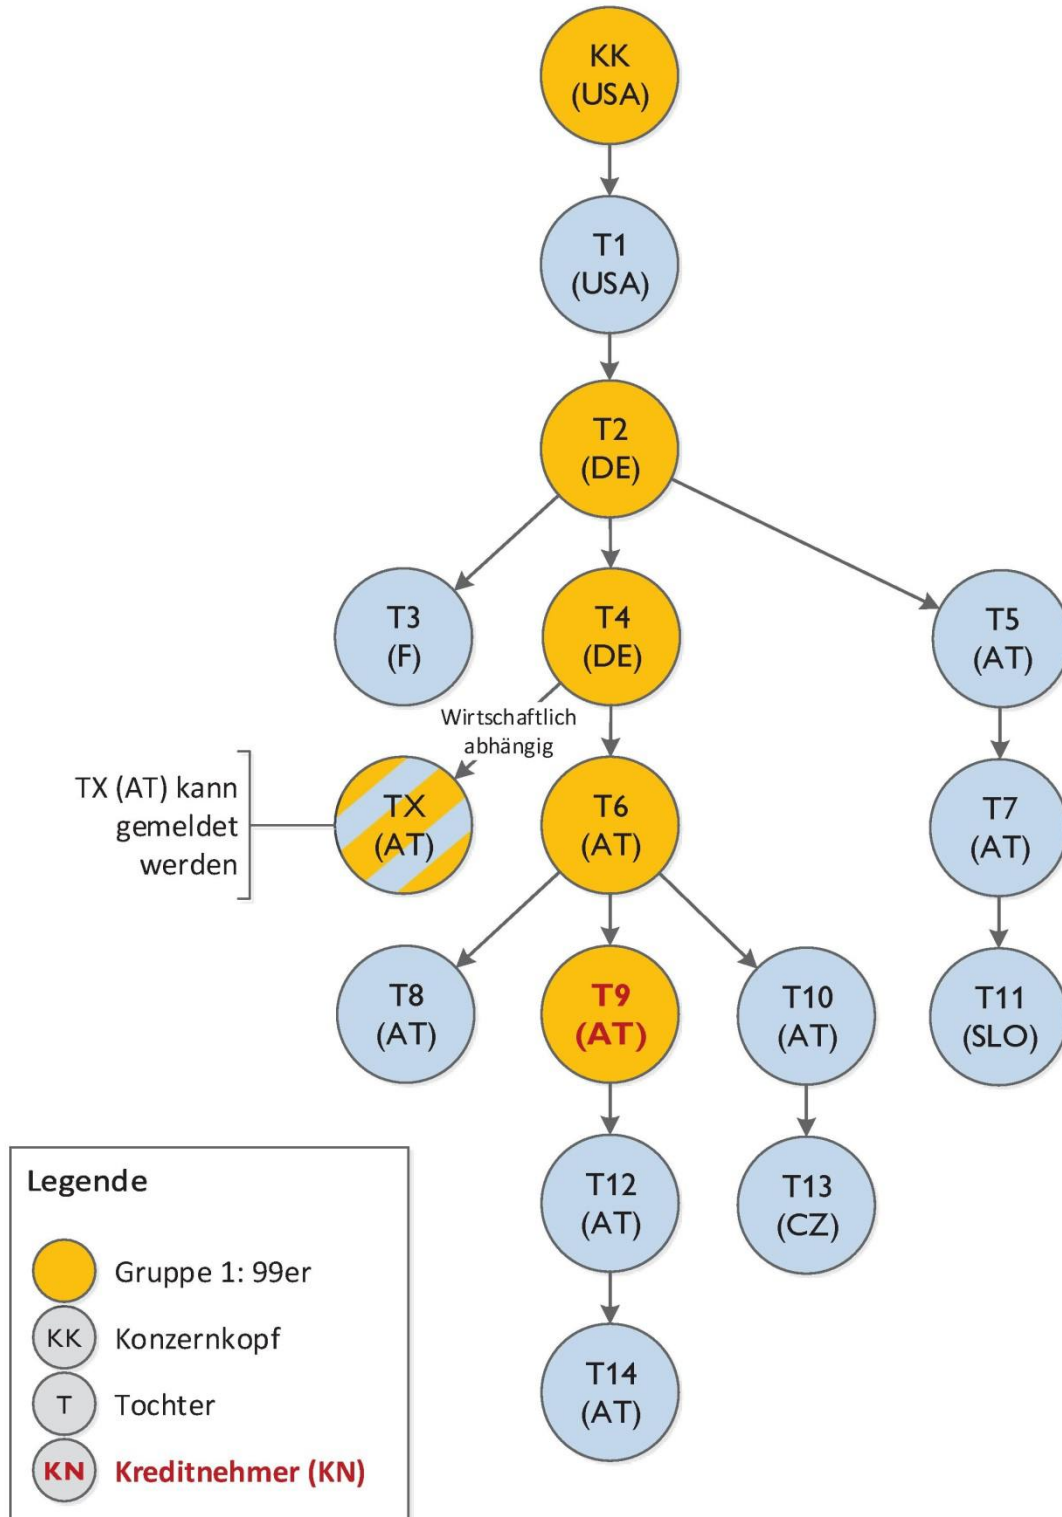 KK
(USA)
T1
(USA)
T2
(DE)
T3
(F)
T4
(DE)
T5
(AT)
Wirtschaftlich
abhängig
TX (AT) kann
gemeldet
werden
TX
(AT)
T6
(AT)
T7
(AT)
T8
(AT)
T9
(AT)
T10
(AT)
T11
(SLO)
T12
(AT)
T13
(CZ)
T14
(AT)
Legende
Gruppe 1: 99er
KK Konzernkopf
T Tochter
KN Kreditnehmer (KN)